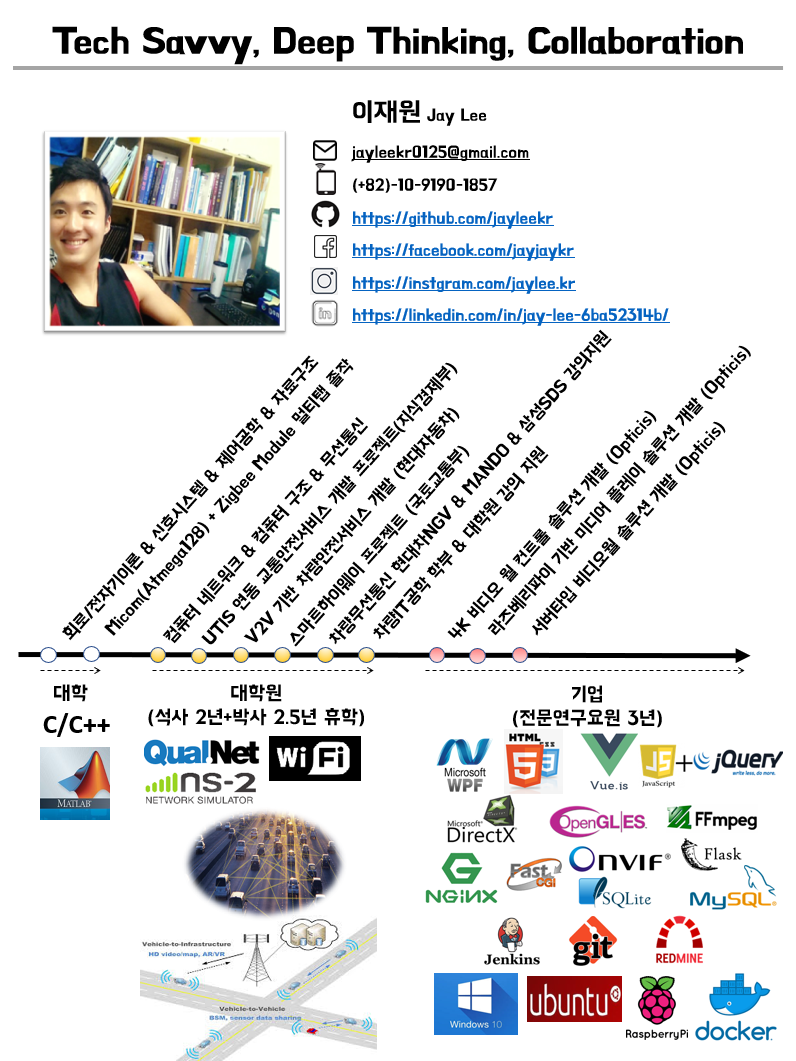 Tech Savvy, Deep Thinking, Collaboration
이재원 Jay Lee
jayleekr0125@gmail.com
(+82)-10-9190-1857
https://github.com/jayleekr
https://facebook.com/jayjaykr
https://instgram.com/jaylee.kr
https://linkedin.com/in/jay-lee-6ba52314b/
회로/전자기이론 & 신호시스템 & 제어공학 & 자료구조
Micom(Atmega128) + Zigbee Module 멀티탭 졸작
컴퓨터 네트워크 & 컴퓨터 구조 & 무선통신
UTIS 연동 교통안전서비스 개발 프로젝트(지식경제부)
V2V 기반 차량안전서비스 개발 (현대자동차)
스마트하이웨이 프로젝트 (국토교통부)
차량무선통신 현대차NGV & MANDO & 삼성SDS 강의지원
차량IT공학 학부 & 대학원 강의 지원
4K 비디오 월 컨트롤 솔루션 개발 (Opticis)
라즈베리파이 기반 미디어 플레이 솔루션 개발 (Opticis)
서버타입 비디오월 솔루션 개발 (Opticis)
대학
C/C++
MATLAB
대학원
(석사 2년+박사 2.5년 휴학)
QualNet
WiFi
ns-2
NETWORK SIMULATOR
Vehicle-to-Infrastructure
HD video/map, AR/VR
Vehicle-to-Vehicle
BSM, sensor data sharing
기업
(전문연구요원 3년)
Microsoft
WPF
HTML
5
CSS
3
Vue.js
JS
JavaScript
+
jQuery
write less, do more.
Microsoft®
DirectX
OpenGL|ES
FFmpeg
NGiNX
Fast
CGI
ONVIF®
Flask
SQLite
MySQL®
Jenkins
git
REDMINE
Windows 10
ubuntu
RaspberryPi
docker